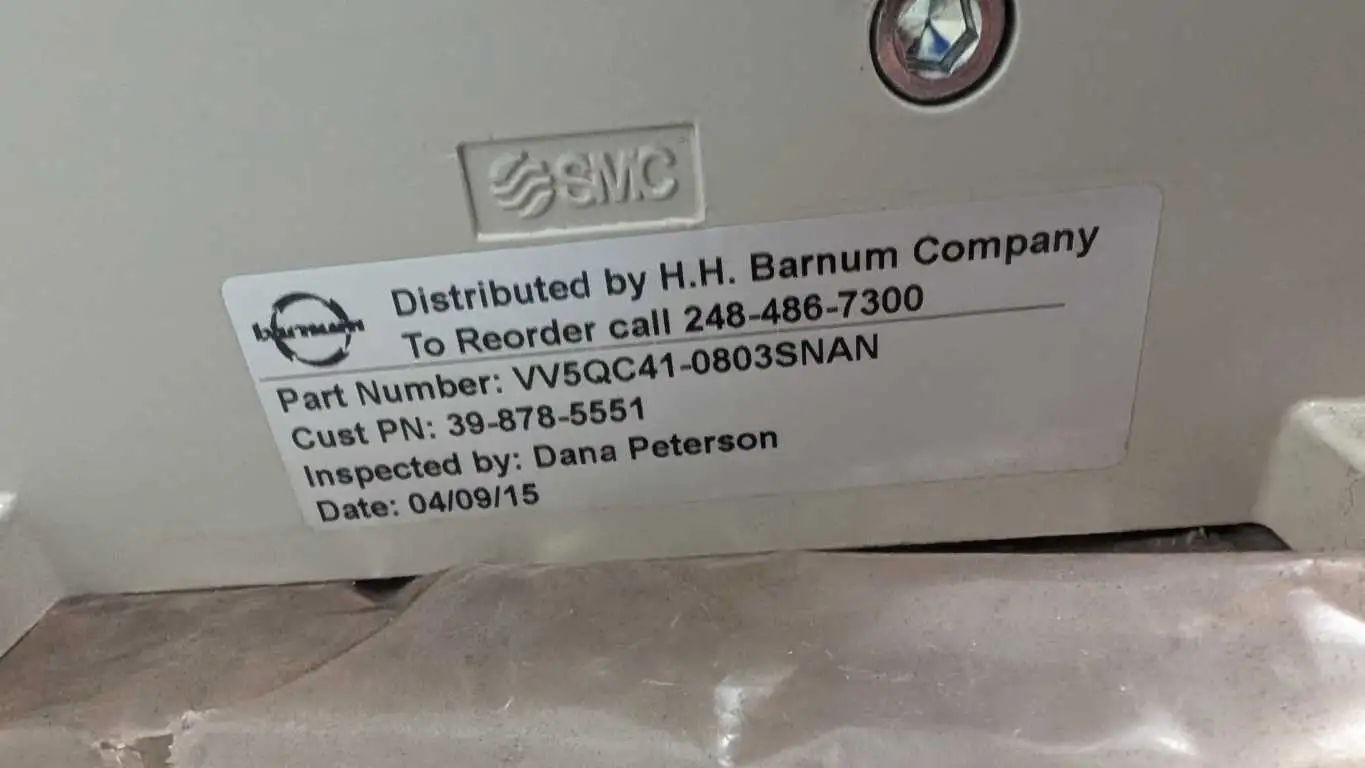 SMC
Distributed by H.H. Barnum Company
To Reorder call 248-486-7300
barnum
Part Number: VV5QC41-0803SNAN
Cust PN: 39-878-5551
Inspected by: Dana Peterson
Date: 04/09/15